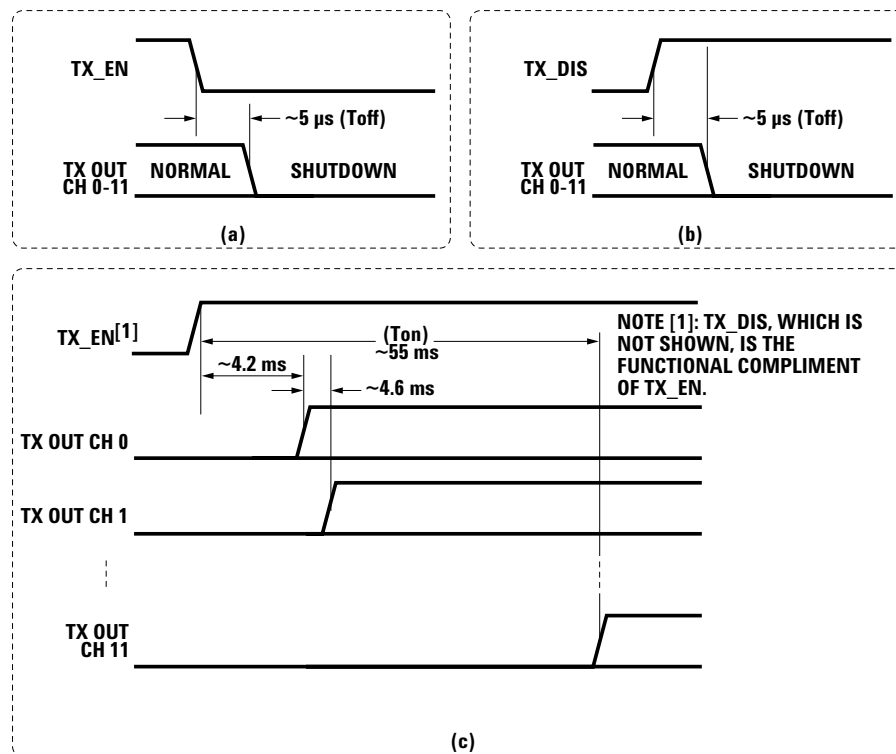 TX_EN
~5 µs (Toff)
TX OUT
CH 0-11
NORMAL
SHUTDOWN
(a)
TX_DIS
~5 µs (Toff)
TX OUT
CH 0-11
NORMAL
SHUTDOWN
(b)
TX_EN[1]
(Ton)
~55 ms
~4.2 ms
~4.6 ms
NOTE [1]: TX_DIS, WHICH IS
NOT SHOWN, IS THE
FUNCTIONAL COMPLIMENT
OF TX_EN.
TX OUT CH 0
TX OUT CH 1
TX OUT
CH 11
(c)